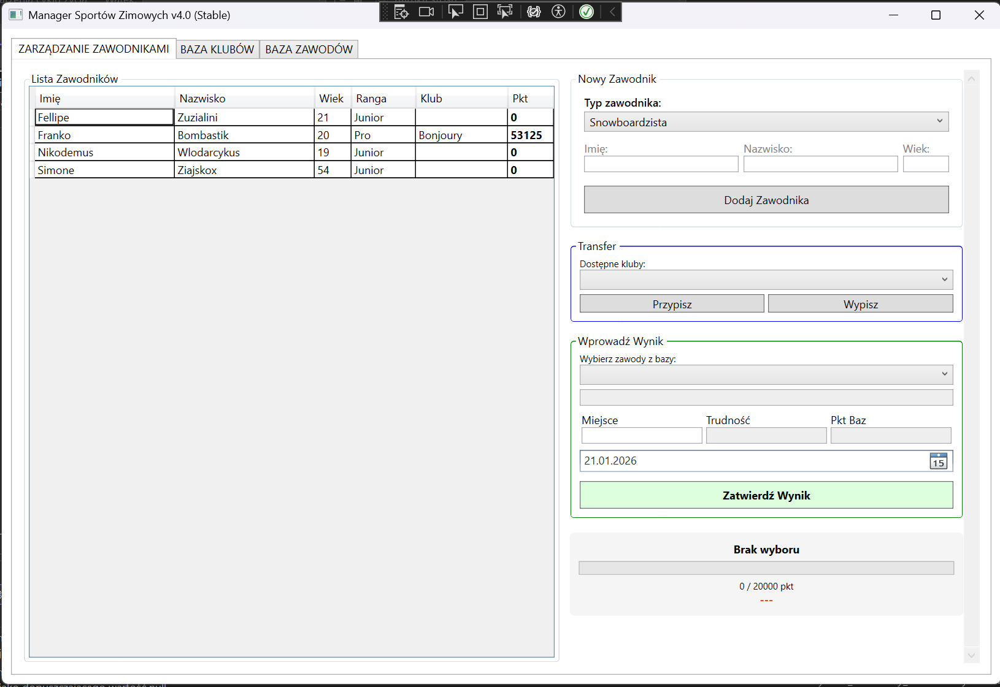 Manager Sportów Zimowych v4.0 (Stable)
ZARZĄDZANIE ZAWODNIKAMI BAZA KLUBÓW BAZA ZAWODÓW
Lista Zawodników
Imię Nazwisko Wiek Ranga Klub Pkt
Fellipe Zuzialini 21 Junior 0
Franko Bombastik 20 Pro Bonjoury 53125
Nikodemus Wlodarcykus 19 Junior 0
Simone Ziajskox 54 Junior 0
Nowy Zawodnik
Typ zawodnika:
Snowboardzista
Imię: Nazwisko: Wiek:
Dodaj Zawodnika
Transfer
Dostępne kluby:
Przypisz Wypisz
Wprowadź Wynik
Wybierz zawody z bazy:
Miejsce Trudność Pkt Baz
21.01.2026
15
Zatwierdź Wynik
Brak wyboru
0 / 20000 pkt
---